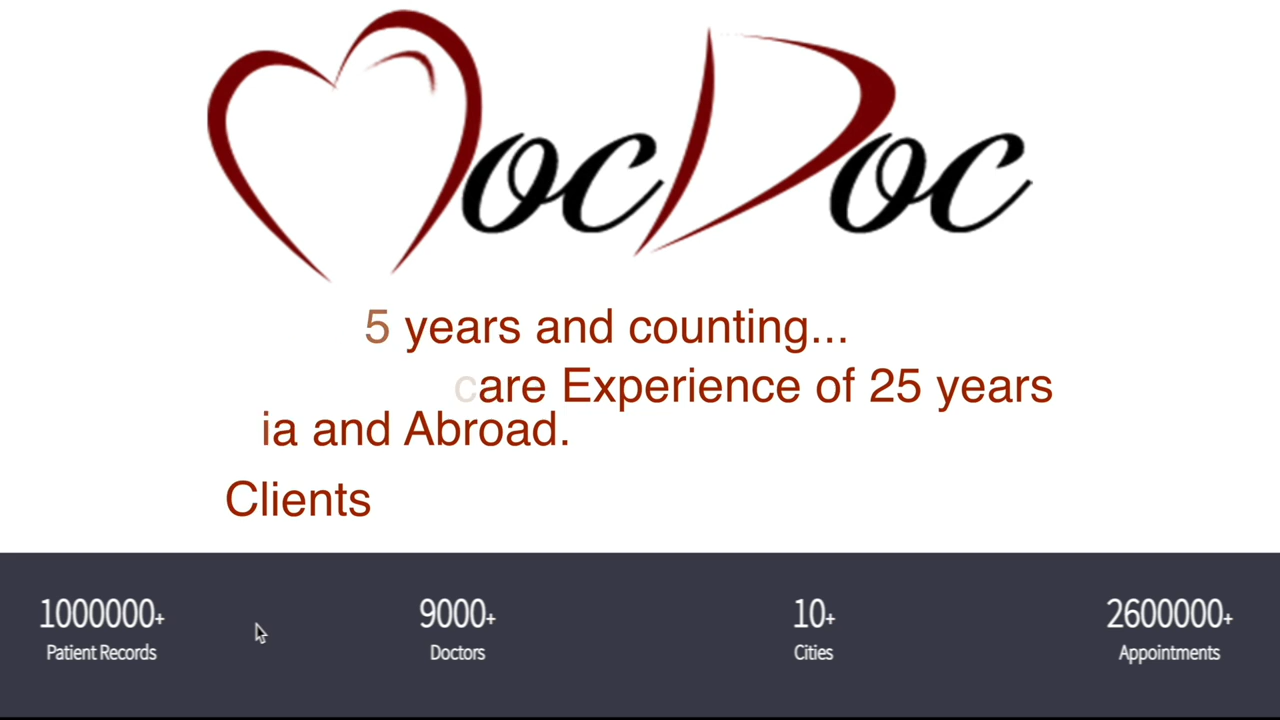 MocDoc
5 years and counting...
care Experience of 25 years
ia and Abroad.
Clients
1000000+
Patient Records
9000+
Doctors
10+
Cities
2600000+
Appointments